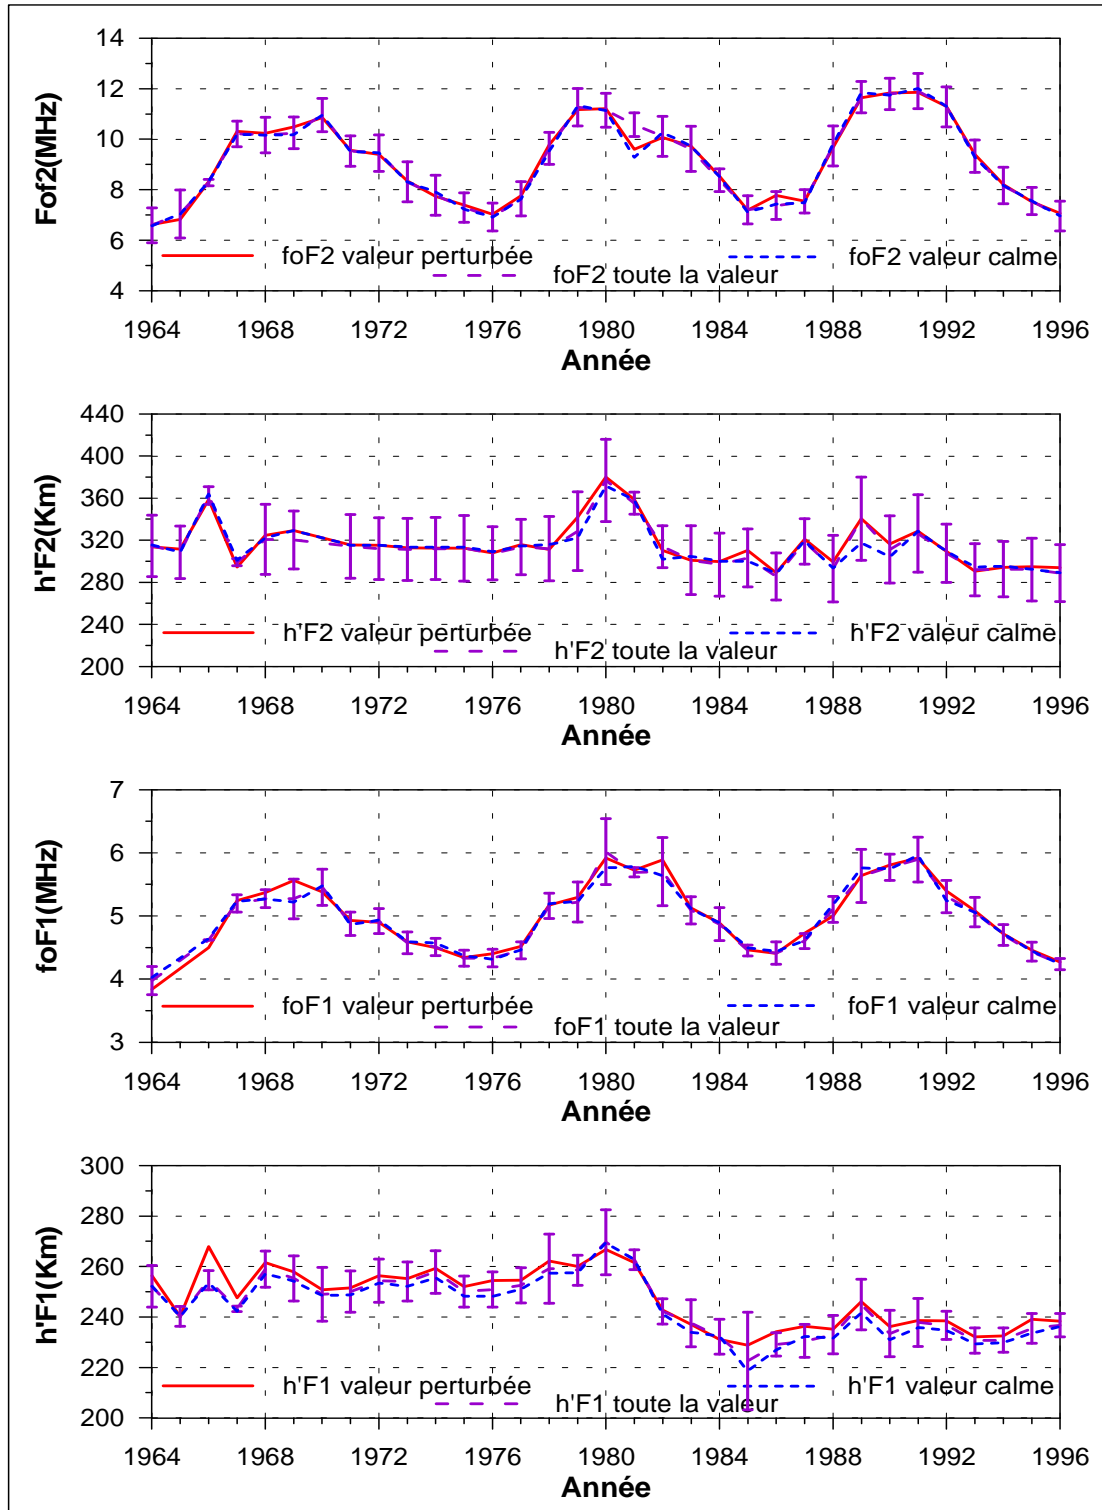 14
12
10
8
6
4
Fof2(MHz)
foF2 valeur perturbée
foF2 toute la valeur
foF2 valeur calme
1964 1968 1972 1976 1980 1984 1988 1992 1996
Année
440
400
360
320
280
240
200
h'F2(Km)
h'F2 valeur perturbée
h'F2 toute la valeur
h'F2 valeur calme
1964 1968 1972 1976 1980 1984 1988 1992 1996
Année
7
6
5
4
3
foF1(MHz)
foF1 valeur perturbée
foF1 toute la valeur
foF1 valeur calme
1964 1968 1972 1976 1980 1984 1988 1992 1996
Année
300
280
260
240
220
200
h'F1(Km)
h'F1 valeur perturbée
h'F1 toute la valeur
h'F1 valeur calme
1964 1968 1972 1976 1980 1984 1988 1992 1996
Année